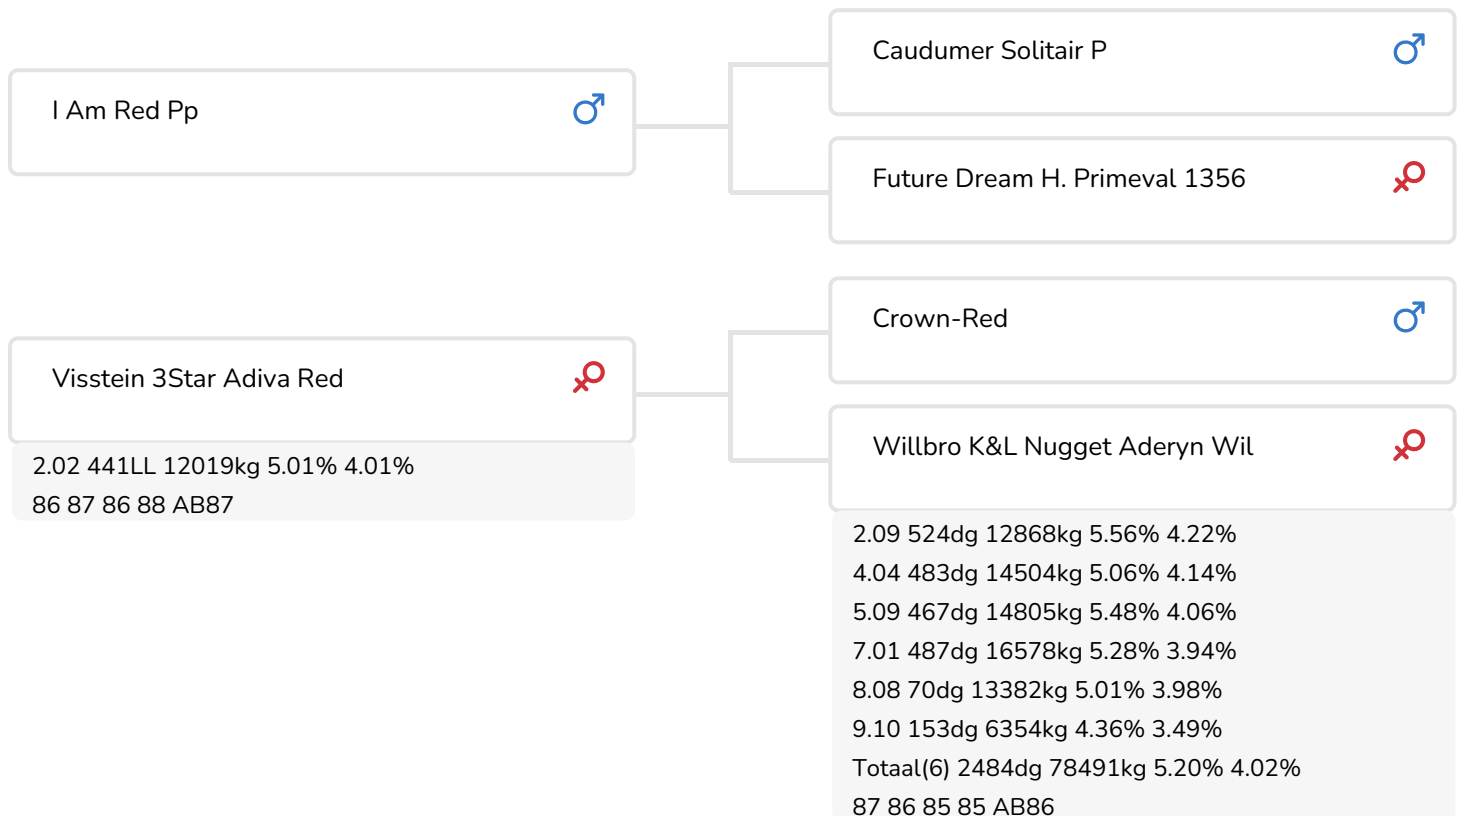 I Am Red Pp
Caudumer Solitair P
Future Dream H. Primeval 1356
Visstein 3Star Adiva Red
2.02 441LL 12019kg 5.01% 4.01%
86 87 86 88 AB87
Crown-Red
Willbro K&L Nugget Aderyn Wil
2.09 524dg 12868kg 5.56% 4.22%
4.04 483dg 14504kg 5.06% 4.14%
5.09 467dg 14805kg 5.48% 4.06%
7.01 487dg 16578kg 5.28% 3.94%
8.08 70dg 13382kg 5.01% 3.98%
9.10 153dg 6354kg 4.36% 3.49%
Totaal(6) 2484dg 78491kg 5.20% 4.02%
87 86 85 85 AB86